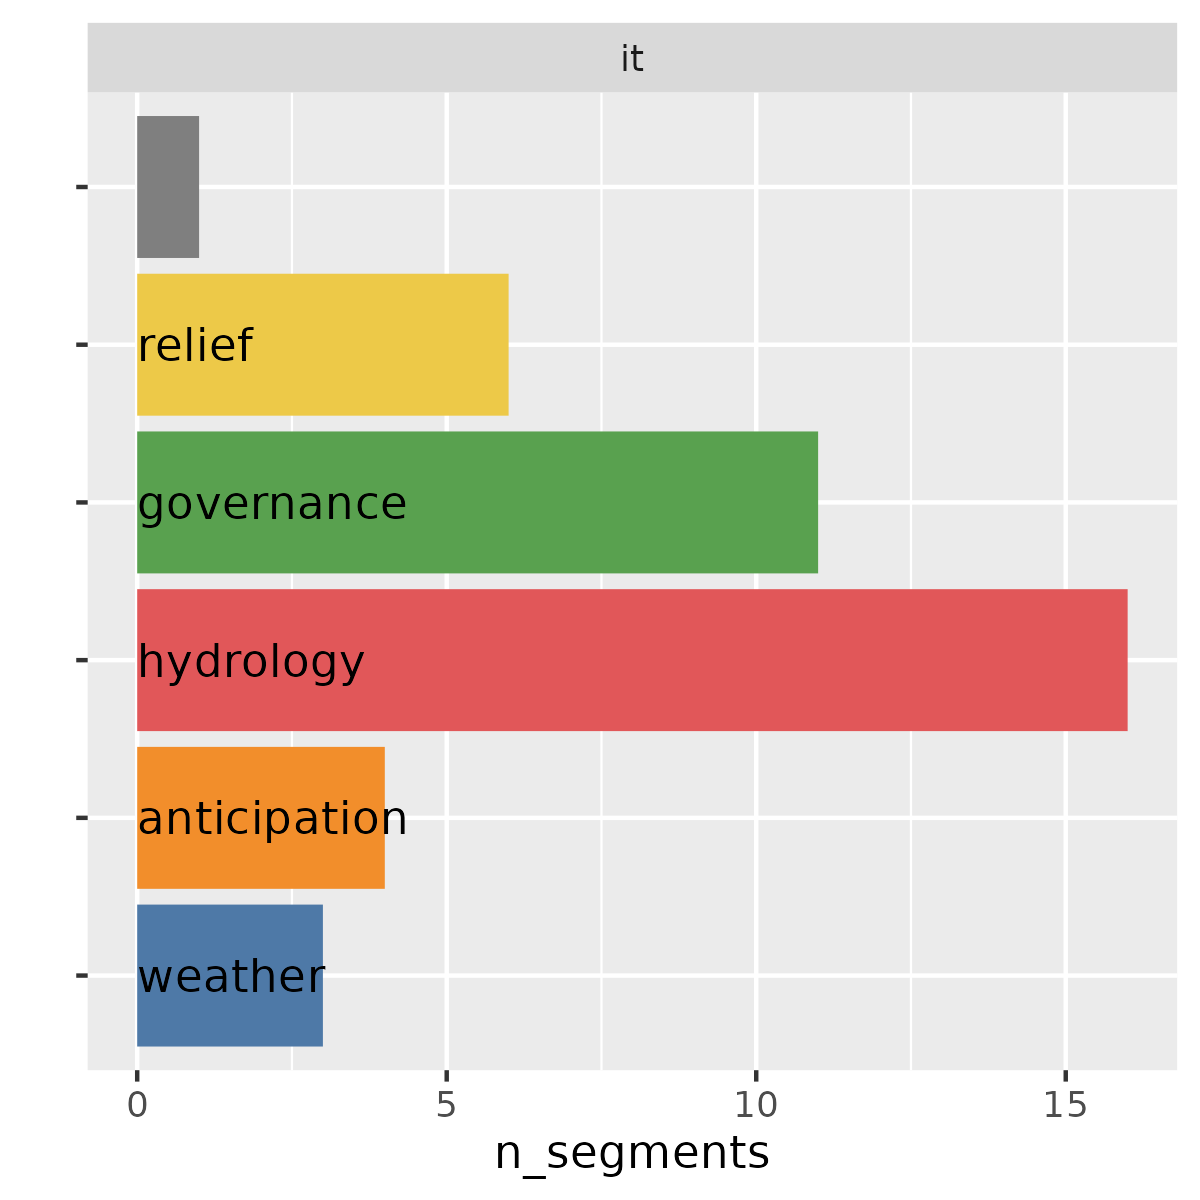 it
relief
governance
hydrology
anticipation
weather
0 5 10 15
n_segments